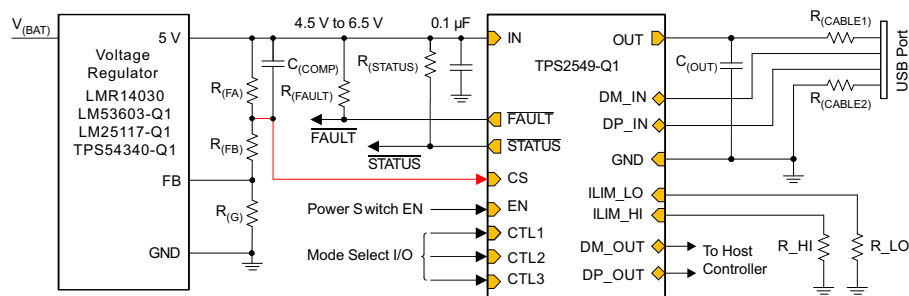 V(BAT)
Voltage
Regulator
LMR14030
LM53603-Q1
LM25117-Q1
TPS54340-Q1
5 V
FB
GND
4.5 V to 6.5 V
0.1 µF
R(FA)
C(COMP)
R(FB)
R(G)
R(FAULT)
R(STATUS)
FAULT
STATUS
Power Switch EN
Mode Select I/O
TPS2549-Q1
IN
FAULT
STATUS
CS
EN
CTL1
CTL2
CTL3
OUT
DM_IN
DP_IN
GND
ILIM_LO
ILIM_HI
DM_OUT
DP_OUT
C(OUT)
R(CABLE1)
R(CABLE2)
USB Port
R_HI
R_LO
To Host
Controller